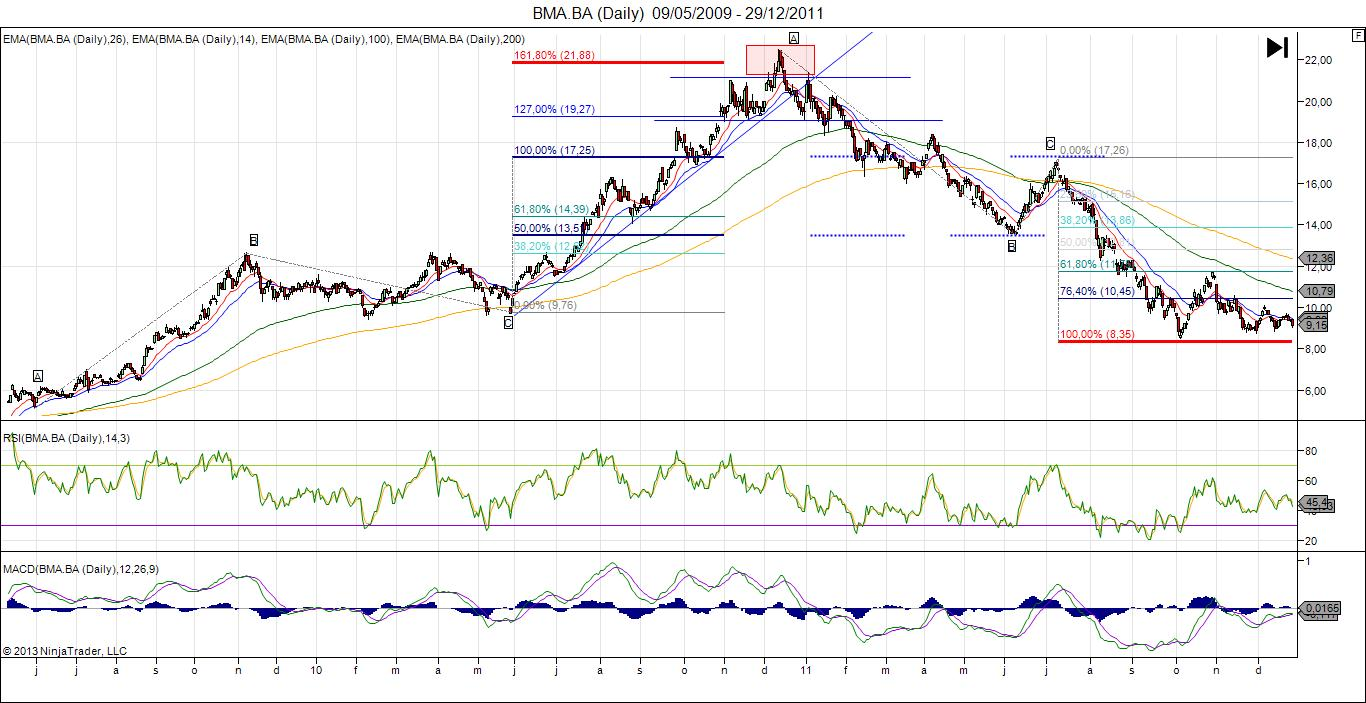 BMA.BA (Daily) 09/05/2009 - 29/12/2011
EMA(BMA.BA (Daily),26), EMA(BMA.BA (Daily),14), EMA(BMA.BA (Daily),100), EMA(BMA.BA (Daily),200)
F
A
161,80% (21,88)
22,00
127,00% (19,27)
20,00
100,00% (17,25)
C
0,00% (17,26)
18,00
16,00
61,80% (14,39)
38,20%
14,00
50,00%
B
38,20%
B
50,00%
12,36
12,00
61,80%
76,40% (10,45)
10,79
0,00% (9,76)
10,00
C
9,15
100,00% (8,35)
8,00
A
6,00
RSI(BMA.BA (Daily),14,3)
80
60
45,4
20
MACD(BMA.BA (Daily),12,26,9)
1
0,0165
© 2013 NinjaTrader, LLC
j j a s o n d 10 f m a m j j a s o n d 11 f m a m j j a s o n d